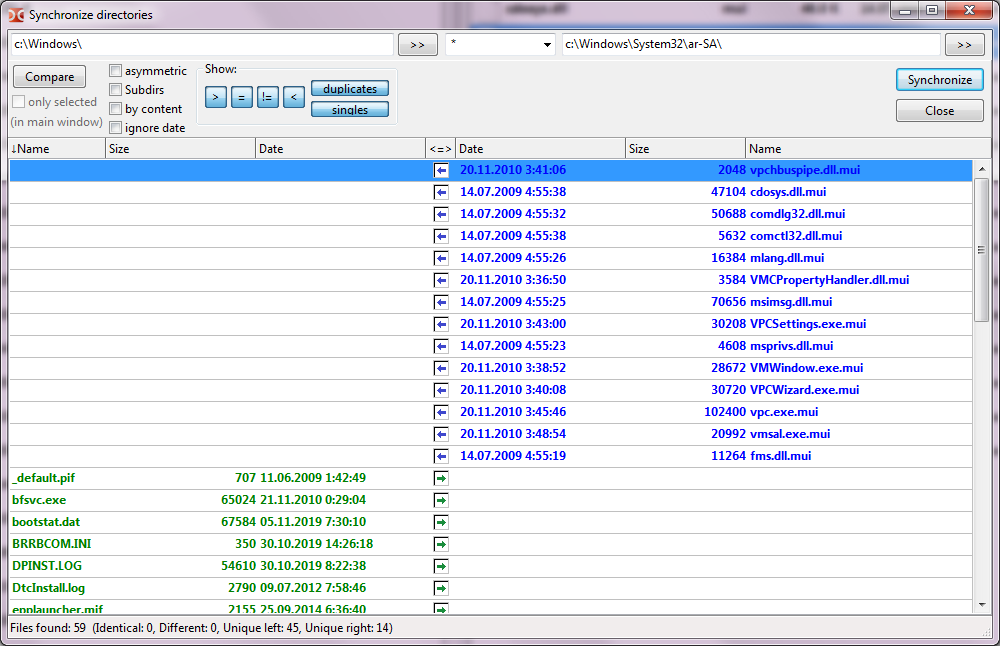 Synchronize directories
c:\Windows\ >> * c:\Windows\System32\ar-SA\ >>
Compare
asymmetric
Subdirs
by content
ignore date
only selected
(in main window)
Show:
> = != <
duplicates
singles
Synchronize
Close
↓Name Size Date <=> Date Size Name
20.11.2010 3:41:06 2048 vpchbuspipe.dll.mui
14.07.2009 4:55:38 47104 cdosys.dll.mui
14.07.2009 4:55:32 50688 comdlg32.dll.mui
14.07.2009 4:55:38 5632 comctl32.dll.mui
14.07.2009 4:55:26 16384 mlang.dll.mui
20.11.2010 3:36:50 3584 VMCPropertyHandler.dll.mui
14.07.2009 4:55:25 70656 msimsg.dll.mui
20.11.2010 3:43:00 30208 VPCSettings.exe.mui
14.07.2009 4:55:23 4608 msprivs.dll.mui
20.11.2010 3:38:52 28672 VMWindow.exe.mui
20.11.2010 3:40:08 30720 VPCWizard.exe.mui
20.11.2010 3:45:46 102400 vpc.exe.mui
20.11.2010 3:48:54 20992 vmsal.exe.mui
14.07.2009 4:55:19 11264 fms.dll.mui
_default.pif 707 11.06.2009 1:42:49
bfsvc.exe 65024 21.11.2010 0:29:04
bootstat.dat 67584 05.11.2019 7:30:10
BRRBCOM.INI 350 30.10.2019 14:26:18
DPINST.LOG 54610 30.10.2019 8:22:38
DtcInstall.log 2790 09.07.2012 7:58:46
epplauncher.mif 2155 25.09.2014 6:36:40
Files found: 59 (Identical: 0, Different: 0, Unique left: 45, Unique right: 14)